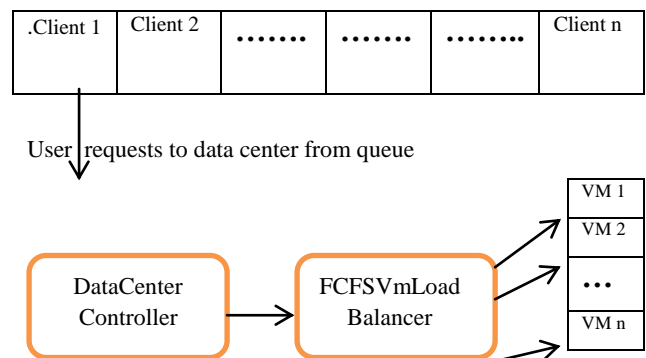 .Client 1 Client 2 ……. ……. …….. Client n
User requests to data center from queue
VM 1
VM 2
…
VM n
DataCenter
Controller
FCFSVmLoad
Balancer